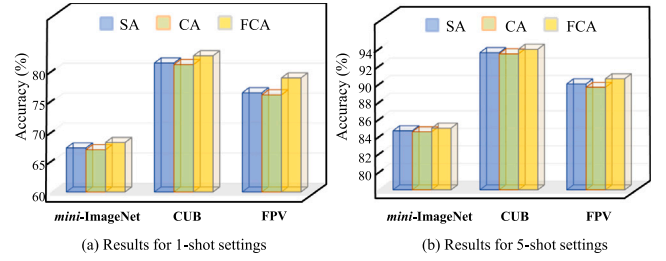 SA CA FCA
Accuracy (%)
80
75
70
65
60
mini-ImageNet CUB FPV
(a) Results for 1-shot settings
SA CA FCA
Accuracy (%)
94
92
90
88
86
84
82
80
mini-ImageNet CUB FPV
(b) Results for 5-shot settings